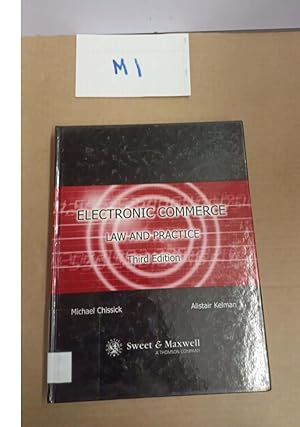 M1
ELECTRONIC COMMERCE
LAW AND PRACTICE
Third Edition
Michael Chissick
Alistair Kelman
Sweet & Maxwell
A THOMSON COMPANY